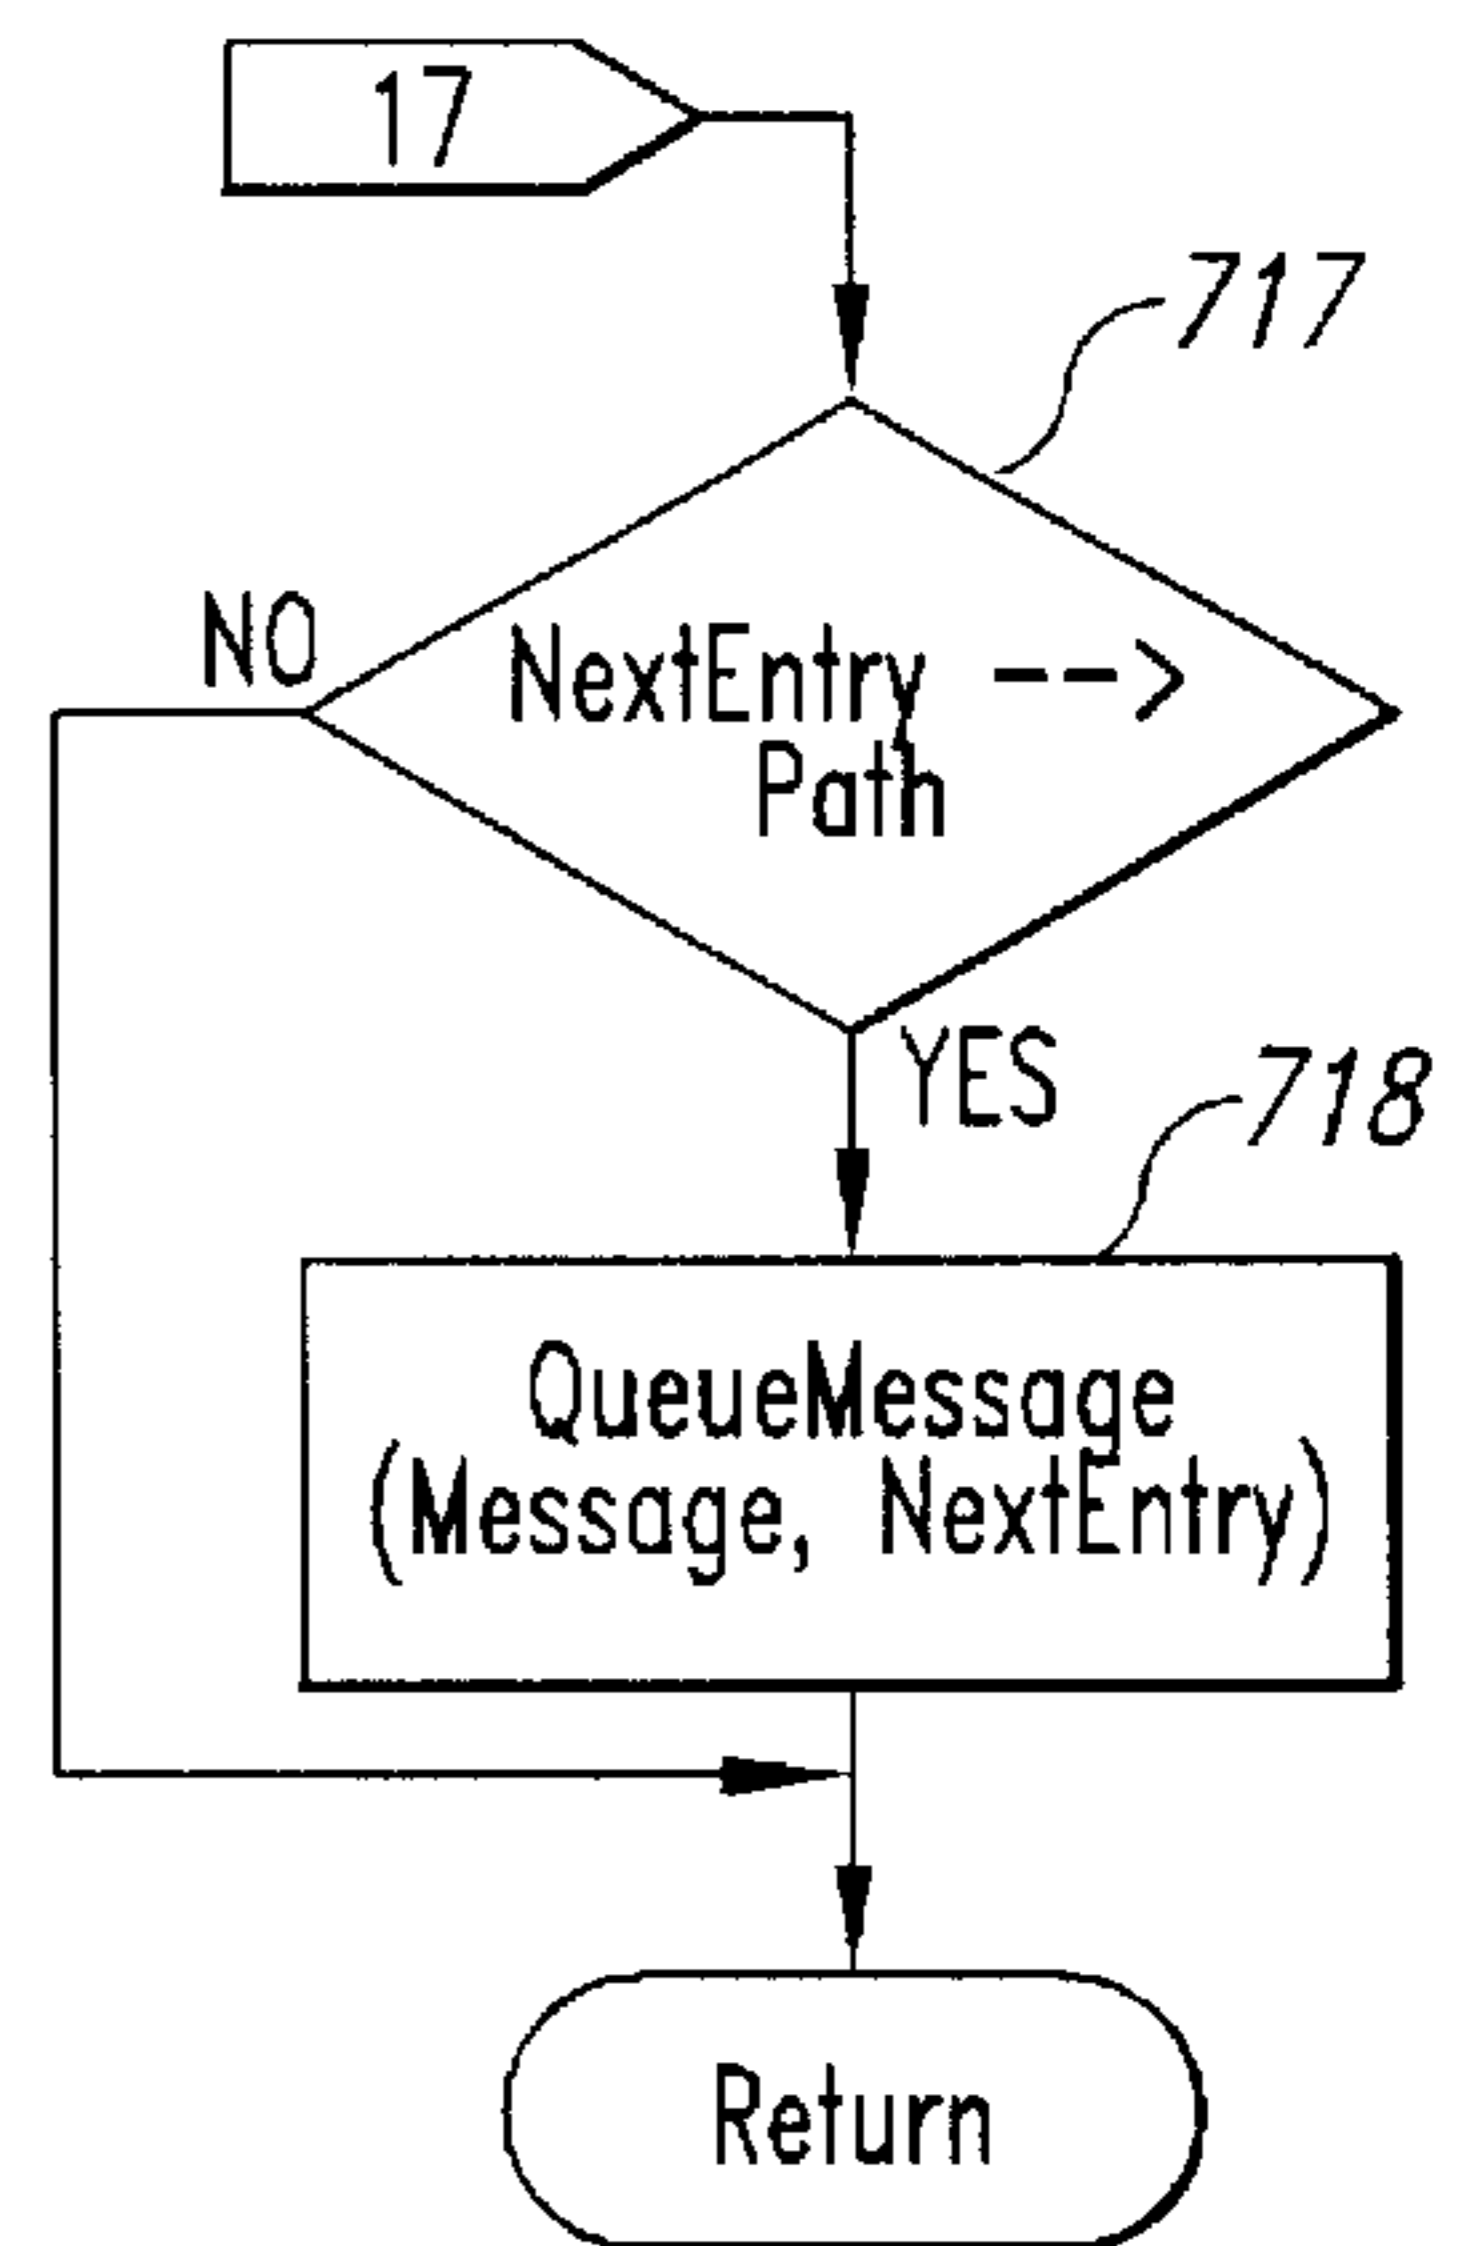 17
717
NO
NextEntry -->
Path
YES
718
QueueMessage
(Message, NextEntry)
Return